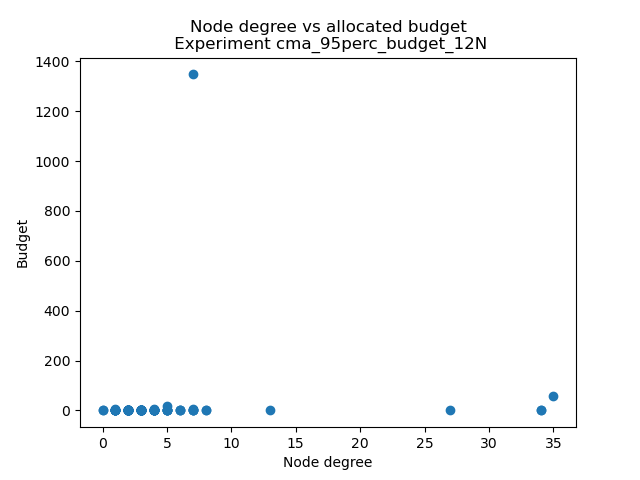 Node degree vs allocated budget
Experiment cma_95perc_budget_12N
1400
1200
1000
800
600
400
200
0
Budget
0 5 10 15 20 25 30 35
Node degree